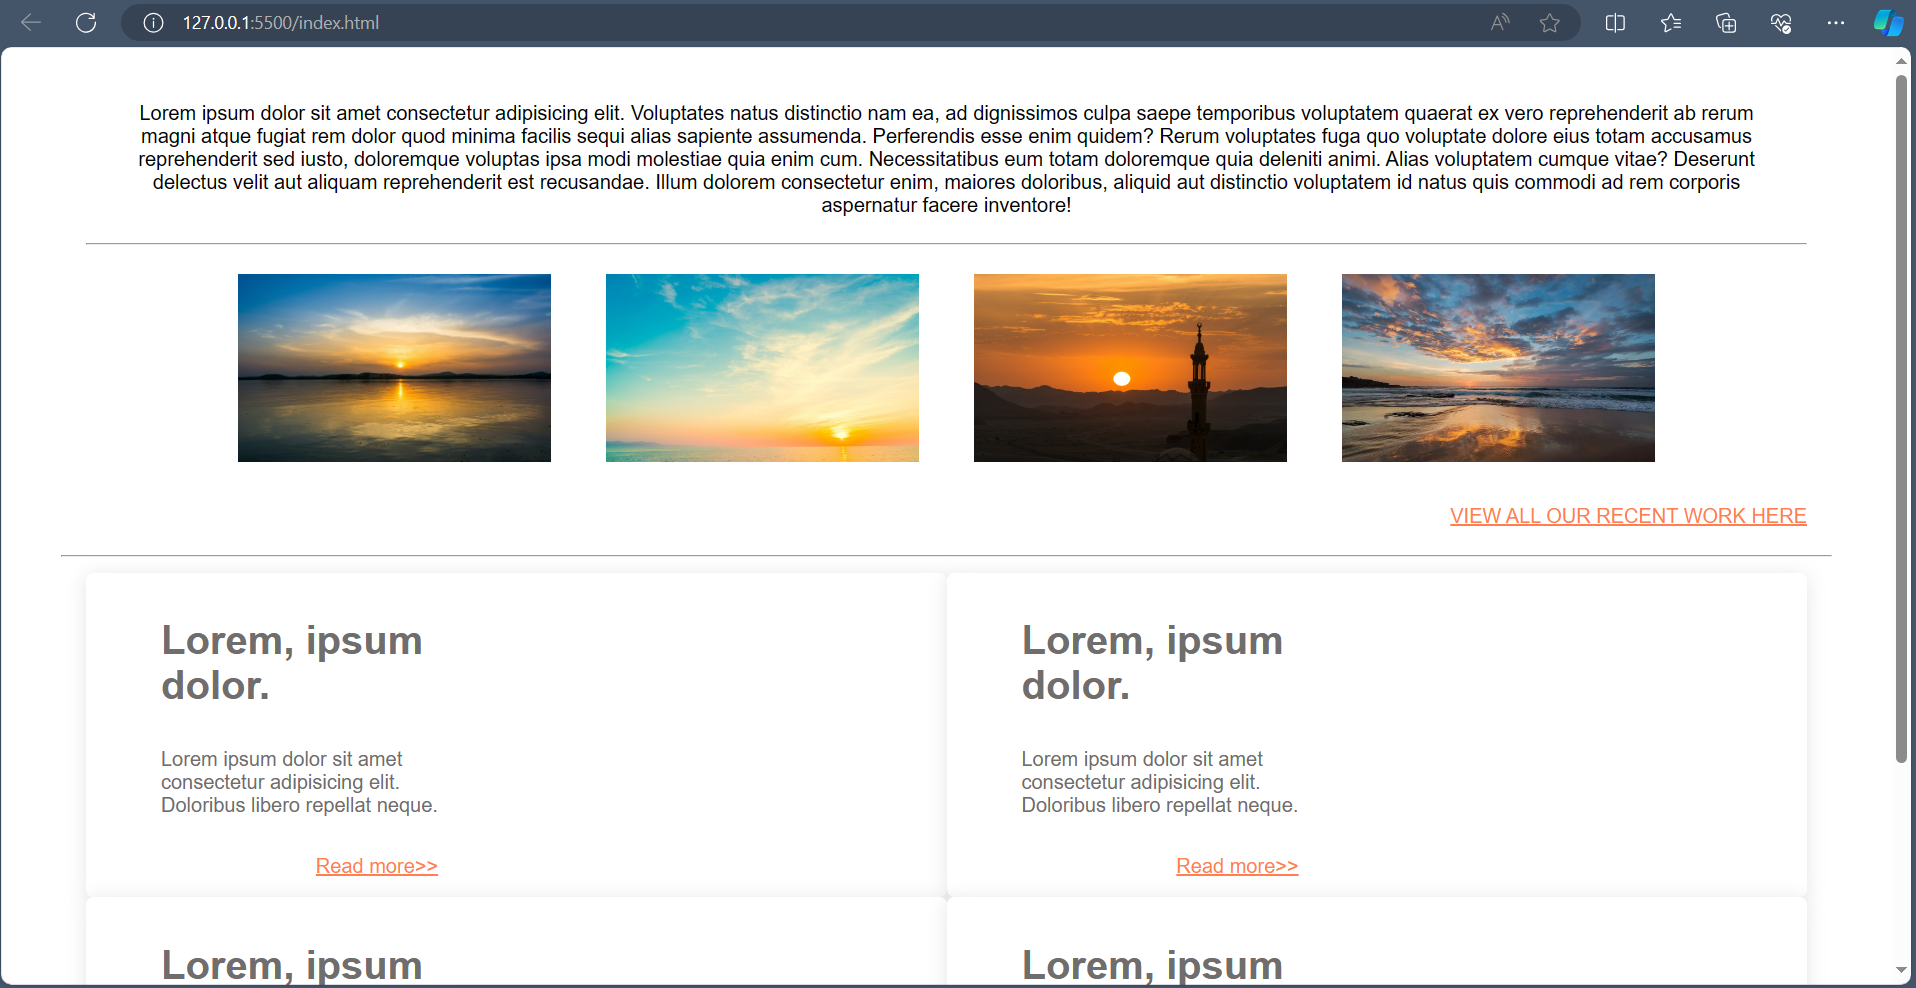 127.0.0.1:5500/index.html
Lorem ipsum dolor sit amet consectetur adipisicing elit. Voluptates natus distinctio nam ea, ad dignissimos culpa saepe temporibus voluptatem quaerat ex vero reprehenderit ab rerum
magni atque fugiat rem dolor quod minima facilis sequi alias sapiente assumenda. Perferendis esse enim quidem? Rerum voluptates fuga quo voluptate dolore eius totam accusamus
reprehenderit sed iusto, doloremque voluptas ipsa modi molestiae quia enim cum. Necessitatibus eum totam doloremque quia deleniti animi. Alias voluptatem cumque vitae? Deserunt
delectus velit aut aliquam reprehenderit est recusandae. Illum dolorem consectetur enim, maiores doloribus, aliquid aut distinctio voluptatem id natus quis commodi ad rem corporis
aspernatur facere inventore!
VIEW ALL OUR RECENT WORK HERE
Lorem, ipsum
dolor.
Lorem ipsum dolor sit amet
consectetur adipisicing elit.
Doloribus libero repellat neque.
Read more>>
Lorem, ipsum
dolor.
Lorem ipsum dolor sit amet
consectetur adipisicing elit.
Doloribus libero repellat neque.
Read more>>
Lorem, ipsum
Lorem, ipsum